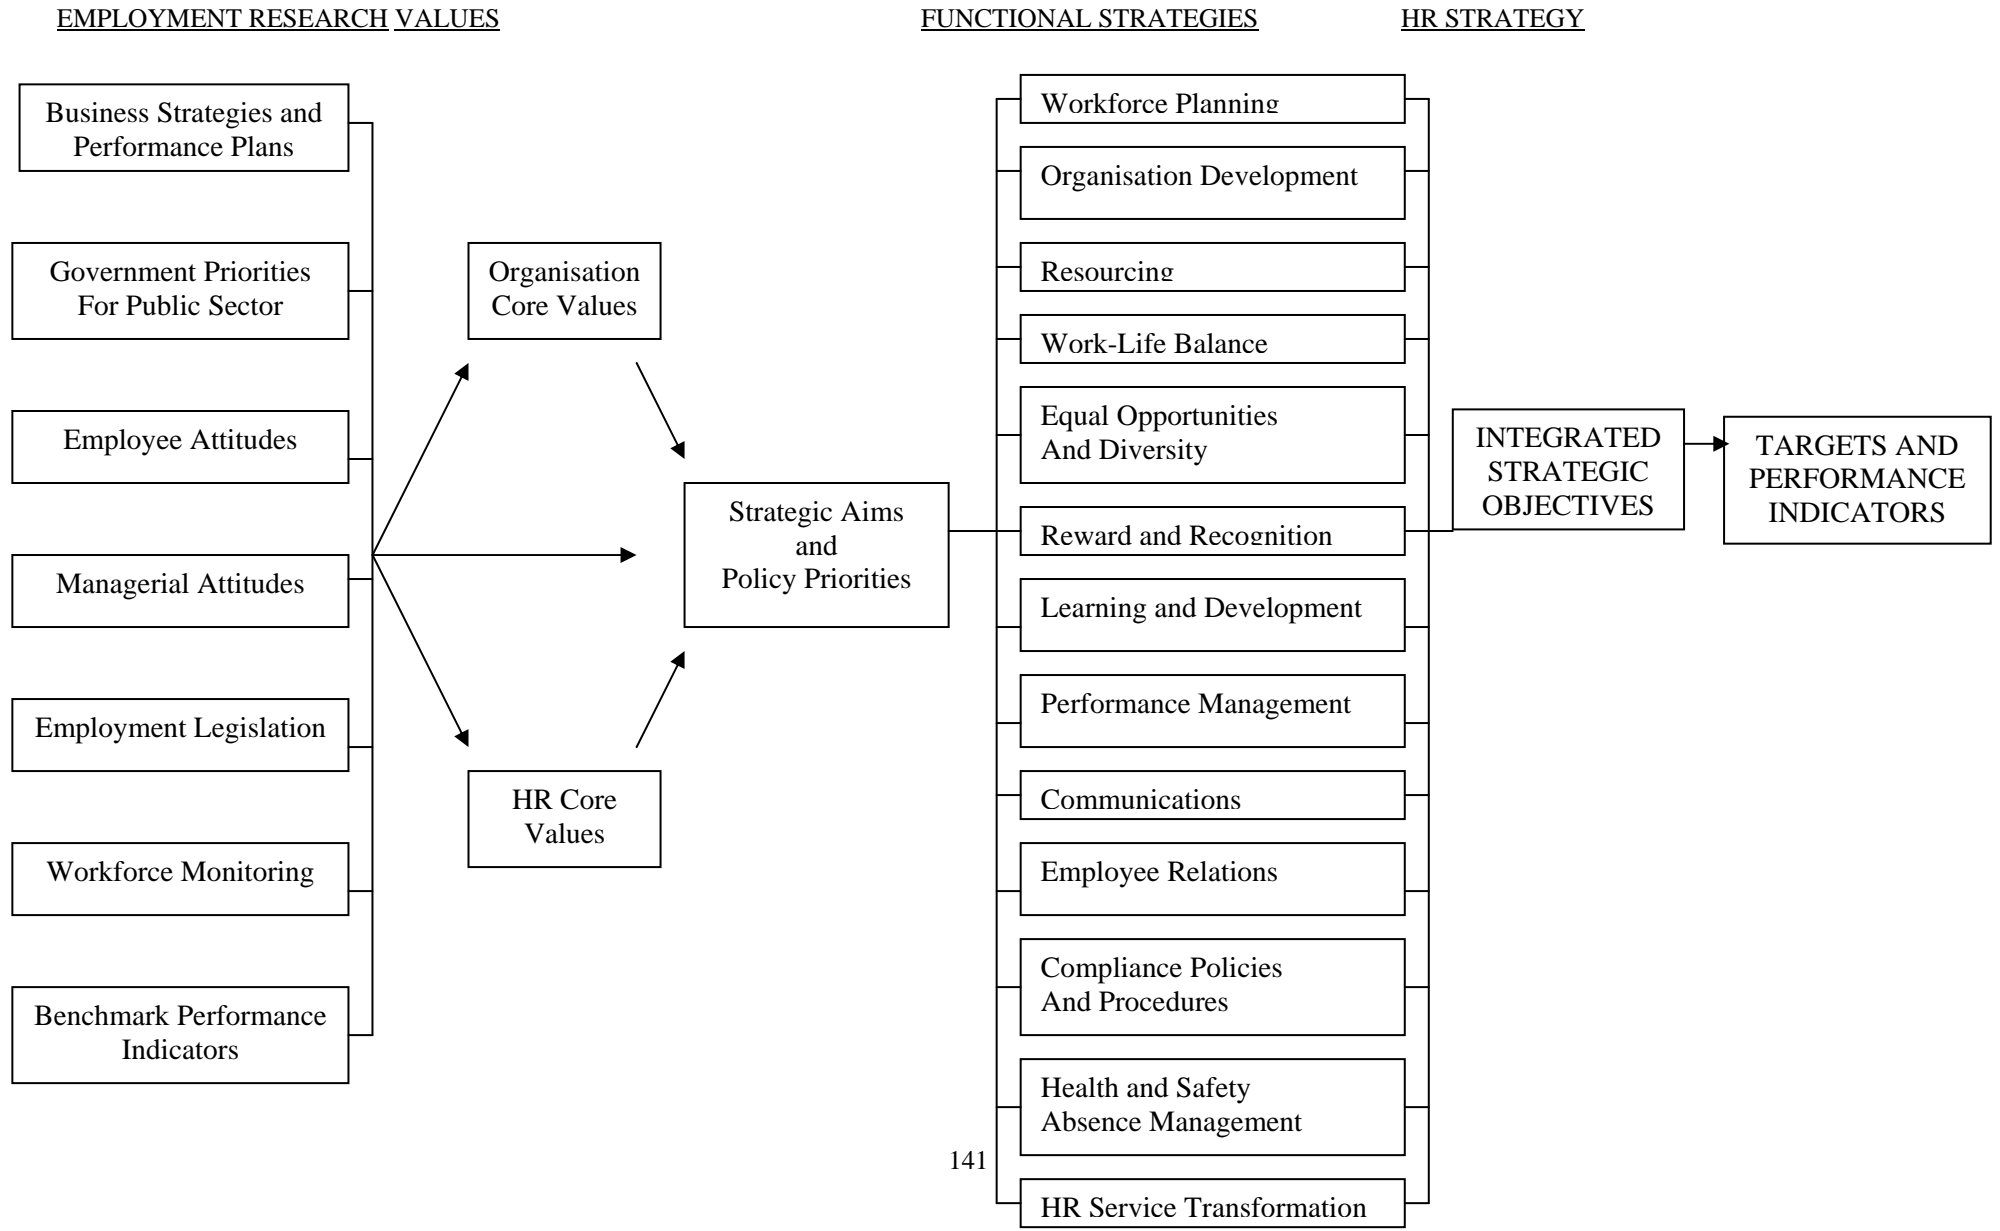 EMPLOYMENT RESEARCH VALUES
FUNCTIONAL STRATEGIES
HR STRATEGY
Business Strategies and
Performance Plans
Government Priorities
For Public Sector
Employee Attitudes
Managerial Attitudes
Employment Legislation
Workforce Monitoring
Benchmark Performance
Indicators
Organisation
Core Values
HR Core
Values
Strategic Aims
and
Policy Priorities
Workforce Planning
Organisation Development
Resourcing
Work-Life Balance
Equal Opportunities
And Diversity
Reward and Recognition
Learning and Development
Performance Management
Communications
Employee Relations
Compliance Policies
And Procedures
Health and Safety
Absence Management
HR Service Transformation
INTEGRATED
STRATEGIC
OBJECTIVES
TARGETS AND
PERFORMANCE
INDICATORS
141